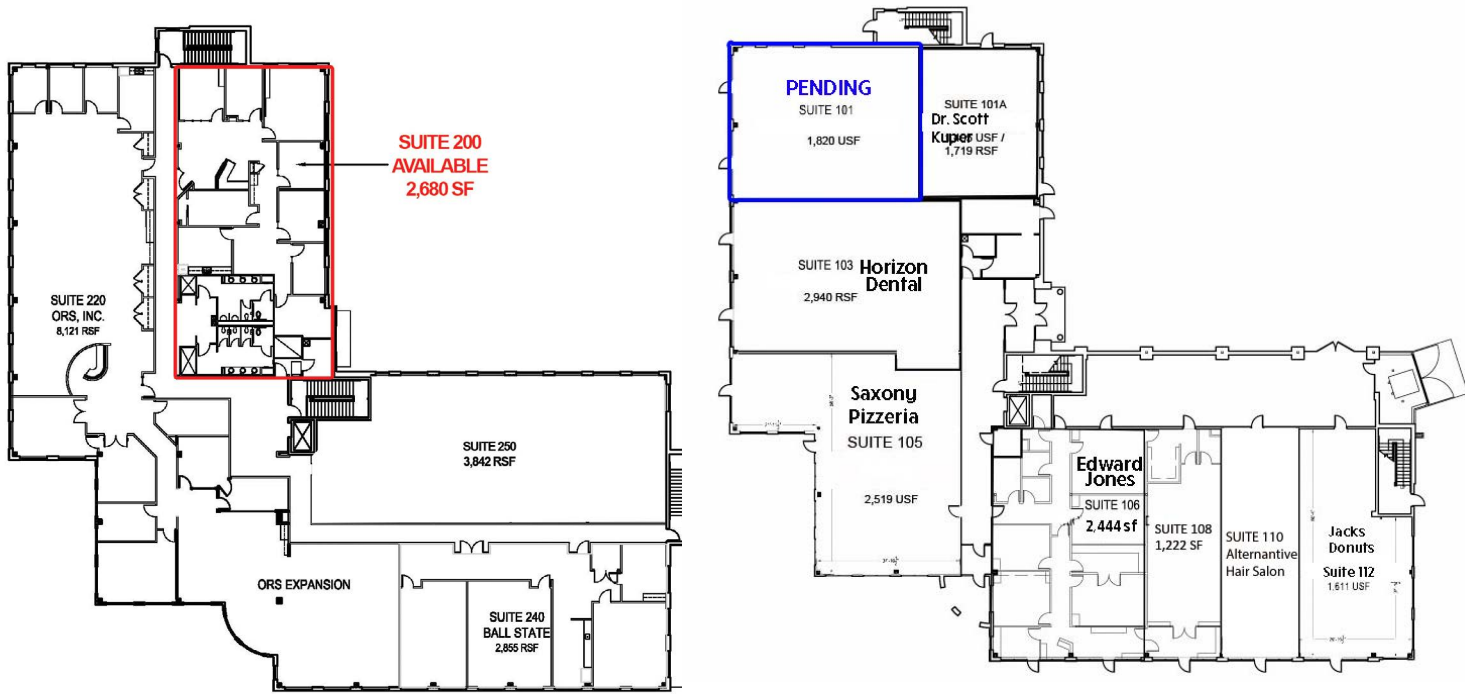 SUITE 200
AVAILABLE
2,680 SF
SUITE 220
ORS, INC.
8,121 RSF
SUITE 250
3,842 RSF
ORS EXPANSION
SUITE 240
BALL STATE
2,855 RSF
PENDING
SUITE 101
1,820 USF
SUITE 101A
Dr. Scott
Kuper USF /
1,719 RSF
SUITE 103
Horizon
Dental
2,940 RSF
Saxony
Pizzeria
SUITE 105
2,519 USF
Edward
Jones
SUITE 106
2,444 sf
SUITE 108
1,222 SF
SUITE 110
Alternantive
Hair Salon
Jacks
Donuts
Suite 112
1,611 USF